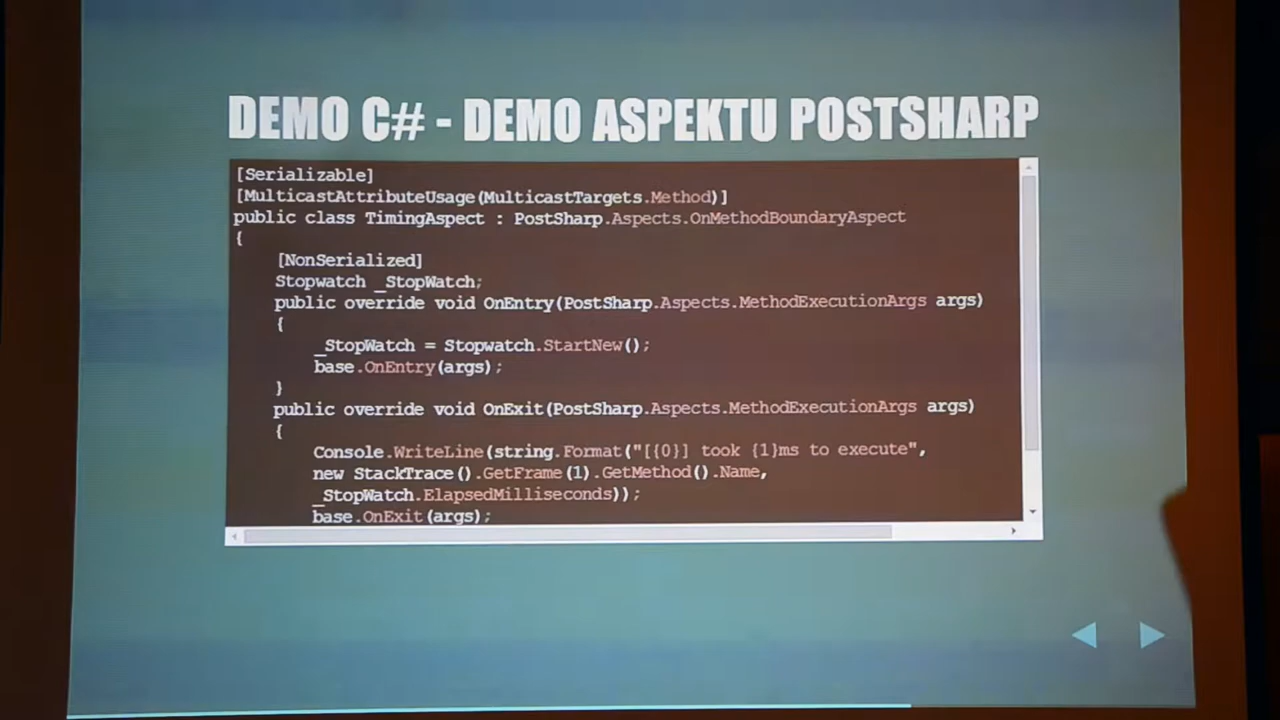 DEMO C# - DEMO ASPEKTU POSTSHARP
[Serializable]
[MulticastAttributeUsage(MulticastTargets.Method)]
public class TimingAspect : PostSharp.Aspects.OnMethodBoundaryAspect
{
[NonSerialized]
Stopwatch _StopWatch;
public override void OnEntry(PostSharp.Aspects.MethodExecutionArgs args)
{
_StopWatch = Stopwatch.StartNew();
base.OnEntry(args);
}
public override void OnExit(PostSharp.Aspects.MethodExecutionArgs args)
{
Console.WriteLine(string.Format("[{0}] took {1}ms to execute",
new StackTrace().GetFrame(1).GetMethod().Name,
_StopWatch.ElapsedMilliseconds));
base.OnExit(args);